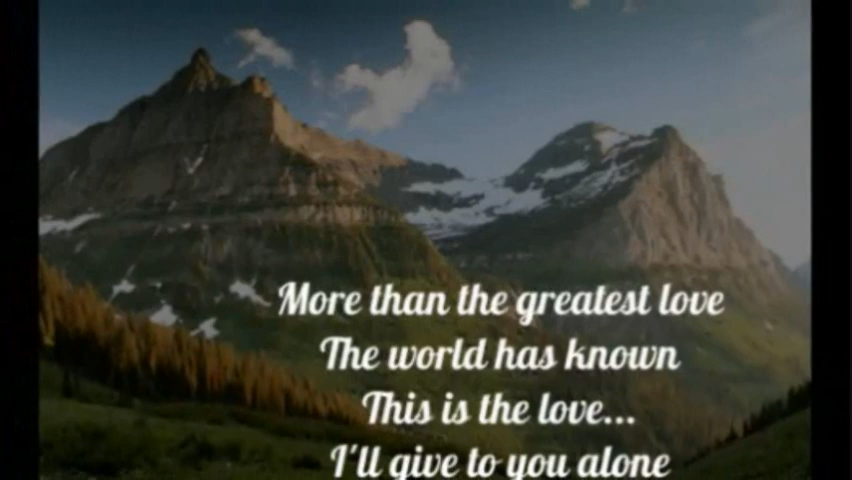 More than the greatest love
The world has known
This is the love...
I'll give to you alone